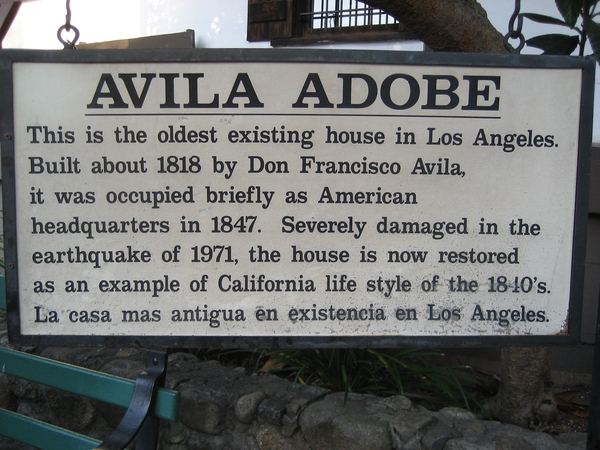 AVILA ADOBE
This is the oldest existing house in Los Angeles.
Built about 1818 by Don Francisco Avila,
it was occupied briefly as American
headquarters in 1847. Severely damaged in the
earthquake of 1971, the house is now restored
as an example of California life style of the 1840's.
La casa mas antigua en existencia en Los Angeles.